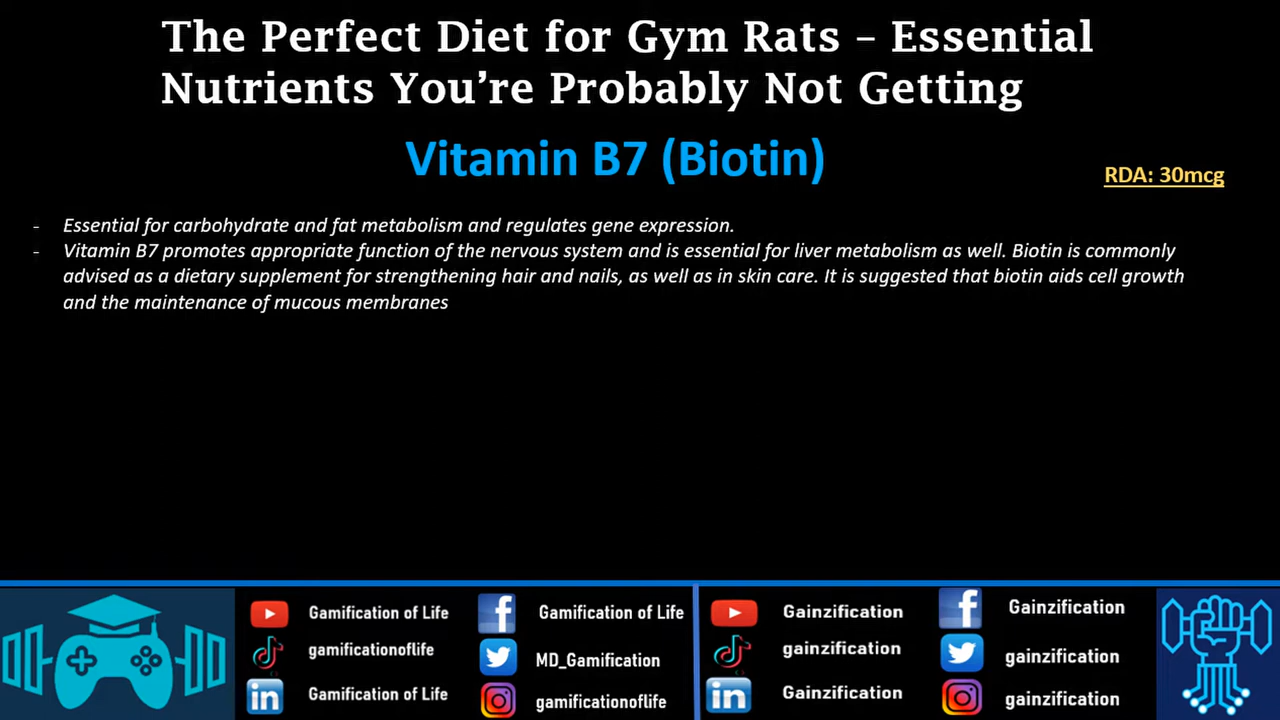 The Perfect Diet for Gym Rats – Essential
Nutrients You're Probably Not Getting
Vitamin B7 (Biotin)
RDA: 30mcg
- Essential for carbohydrate and fat metabolism and regulates gene expression.
- Vitamin B7 promotes appropriate function of the nervous system and is essential for liver metabolism as well. Biotin is commonly
advised as a dietary supplement for strengthening hair and nails, as well as in skin care. It is suggested that biotin aids cell growth
and the maintenance of mucous membranes
Gamification of Life
gamificationoflife
in Gamification of Life
f Gamification of Life
MD_Gamification
gamificationoflife
Gainzification
gainzification
in Gainzification
f Gainzification
gainzification
gainzification